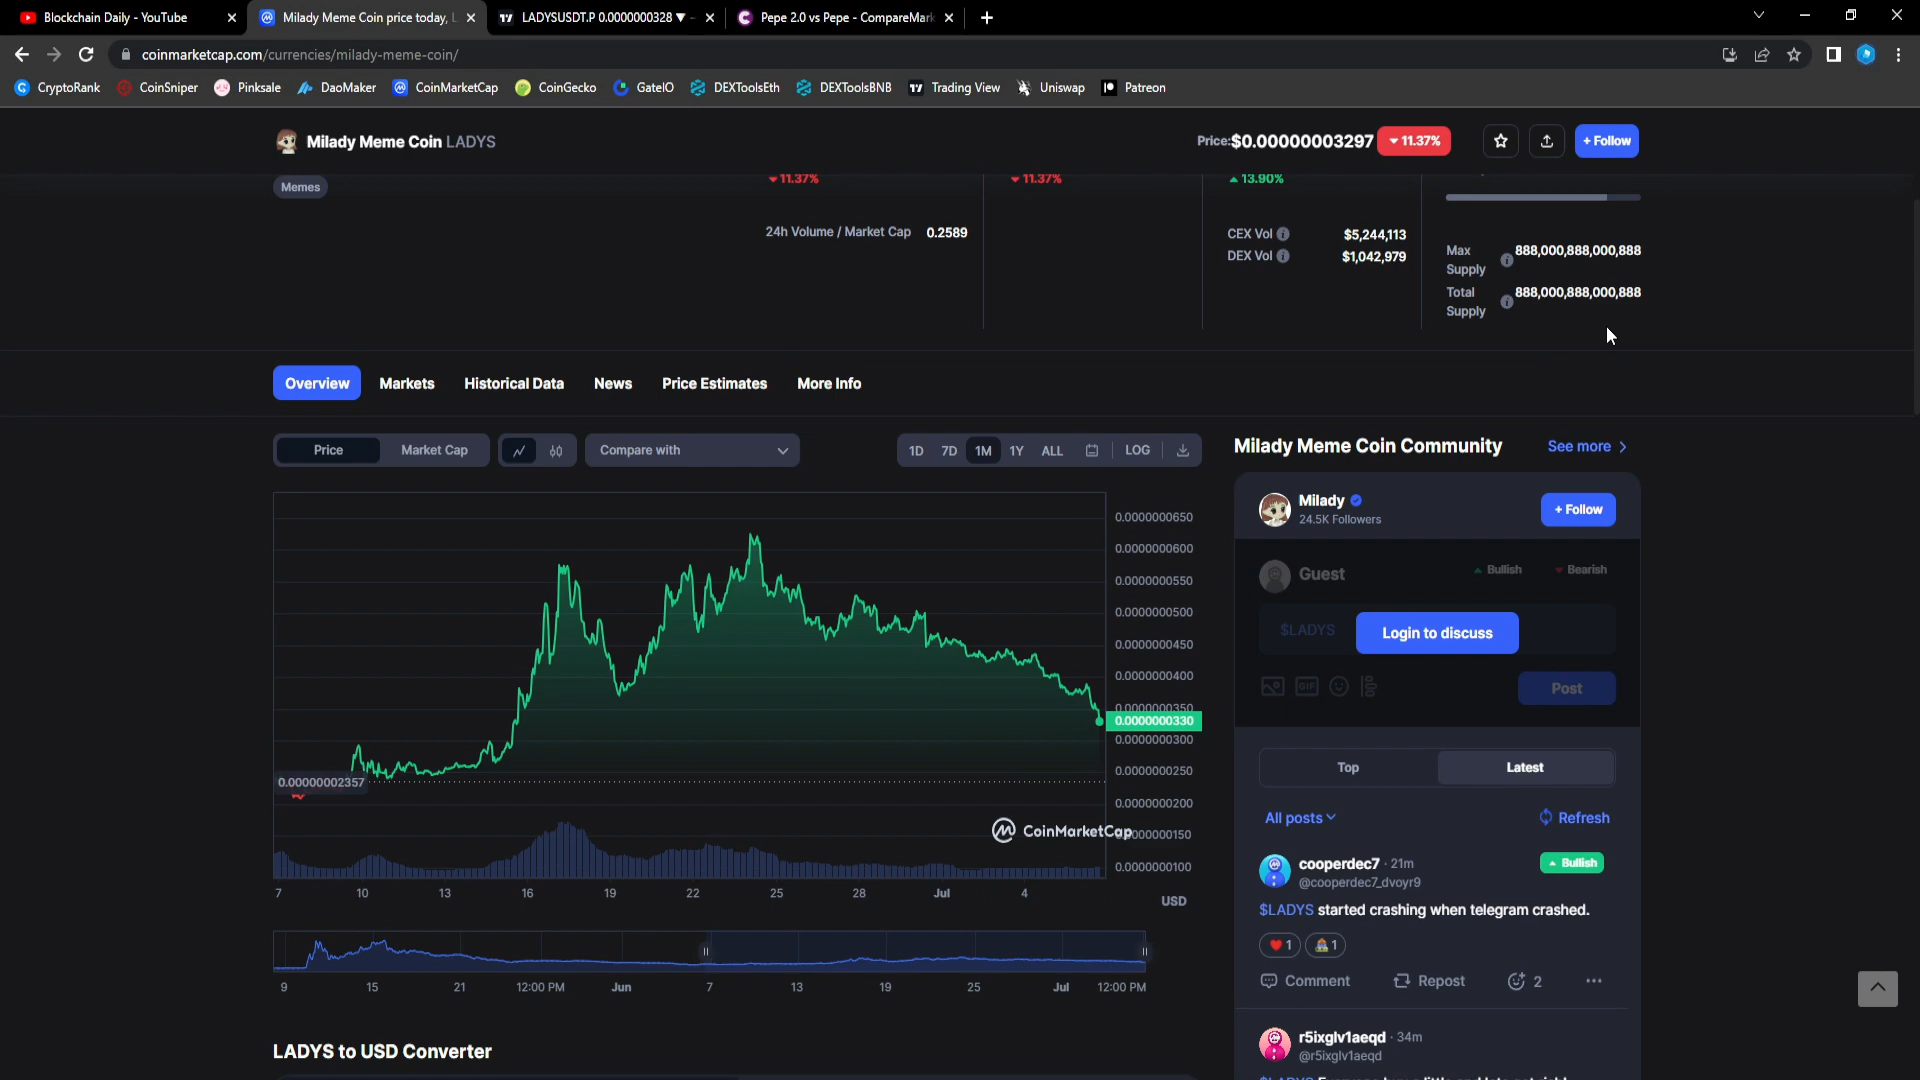 Blockchain Daily - YouTube
Milady Meme Coin price today, L
LADYSUSDT.P 0.0000000328 ▼ -
Pepe 2.0 vs Pepe - CompareMark
coinmarketcap.com/currencies/milady-meme-coin/
CryptoRank CoinSniper Pinksale DaoMaker CoinMarketCap CoinGecko GateIO DEXToolsEth DEXToolsBNB Trading View Uniswap Patreon
Milady Meme Coin LADYS
Price:$0.00000003297 11.37%
+ Follow
Memes
11.37%
11.37%
13.90%
24h Volume / Market Cap 0.2589
CEX Vol $5,244,113
DEX Vol $1,042,979
Max Supply 888,000,888,000,888
Total Supply 888,000,888,000,888
Overview Markets Historical Data News Price Estimates More Info
Price Market Cap Compare with 1D 7D 1M 1Y ALL LOG
0.0000000650
0.0000000600
0.0000000550
0.0000000500
0.0000000450
0.0000000400
0.0000000350
0.0000000330
0.0000000300
0.0000000250
0.0000000200
0.0000000100
0.00000002357
CoinMarketCap
7 10 13 16 19 22 25 28 Jul 4
USD
9 15 21 12:00 PM Jun 7 13 19 25 Jul 12:00 PM
LADYS to USD Converter
Milady Meme Coin Community
See more
Milady
24.5K Followers
+ Follow
Guest
Bullish Bearish
$LADYS
Login to discuss
GIF
Post
Top Latest
All posts Refresh
cooperdec7 · 21m
@cooperdec7_dvoyr9
Bullish
$LADYS started crashing when telegram crashed.
1 1
Comment Repost 2
r5ixglv1aeqd · 34m
@r5ixglv1aeqd